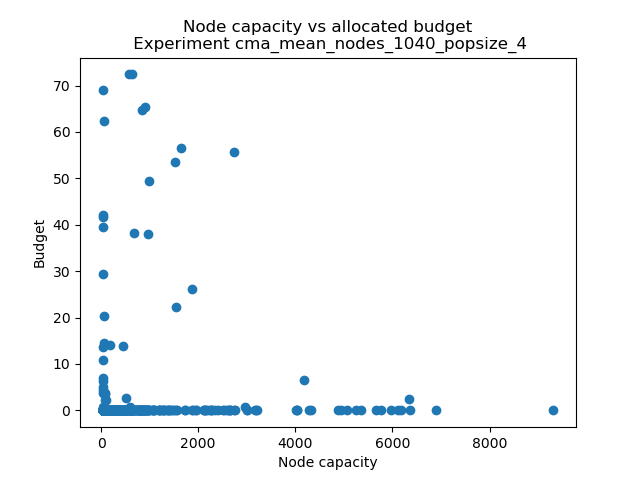 Node capacity vs allocated budget
Experiment cma_mean_nodes_1040_popsize_4
70
60
50
40
30
20
10
0
Budget
0 2000 4000 6000 8000
Node capacity